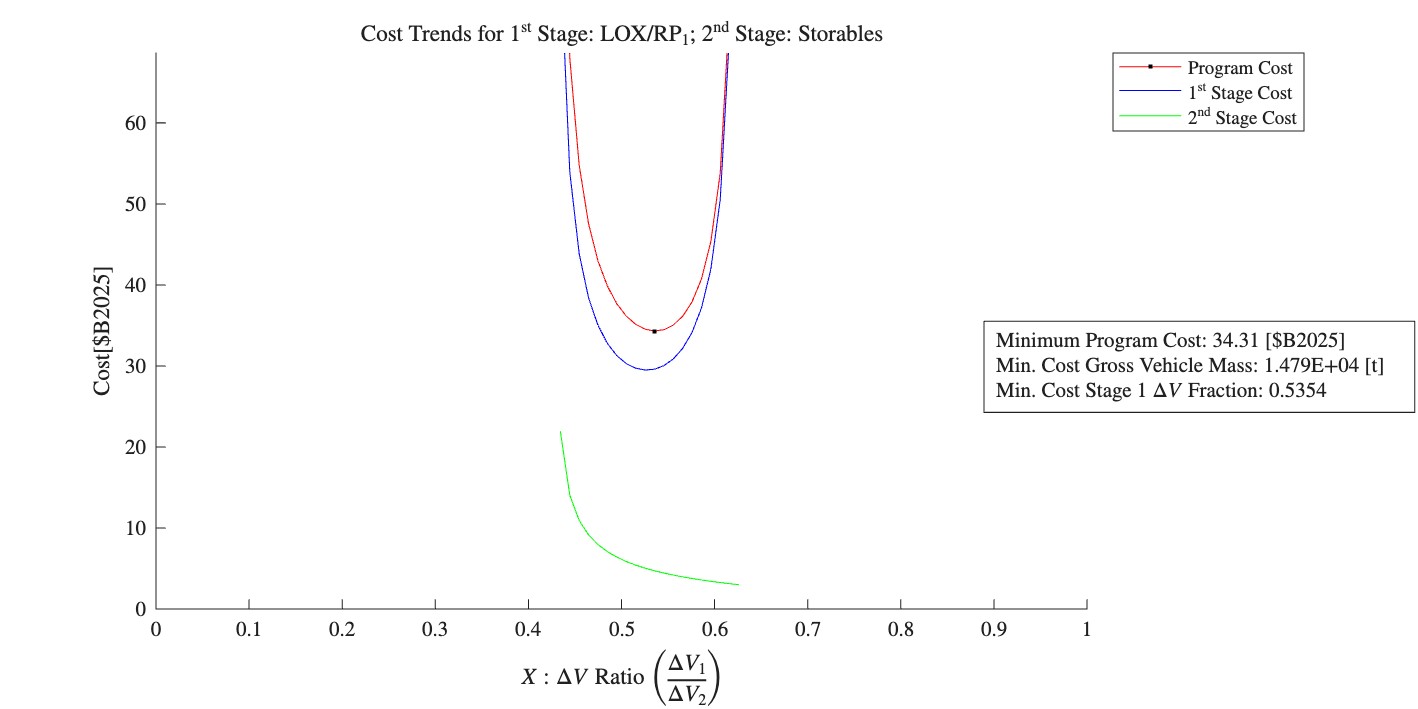 Cost Trends for 1st Stage: LOX/RP1; 2nd Stage: Storables
Program Cost
1st Stage Cost
2nd Stage Cost
60
50
40
30
20
10
0
Cost[$B2025]
Minimum Program Cost: 34.31 [$B2025]
Min. Cost Gross Vehicle Mass: 1.479E+04 [t]
Min. Cost Stage 1 ΔV Fraction: 0.5354
0 0.1 0.2 0.3 0.4 0.5 0.6 0.7 0.8 0.9 1
X : ΔV Ratio (ΔV1/ΔV2)